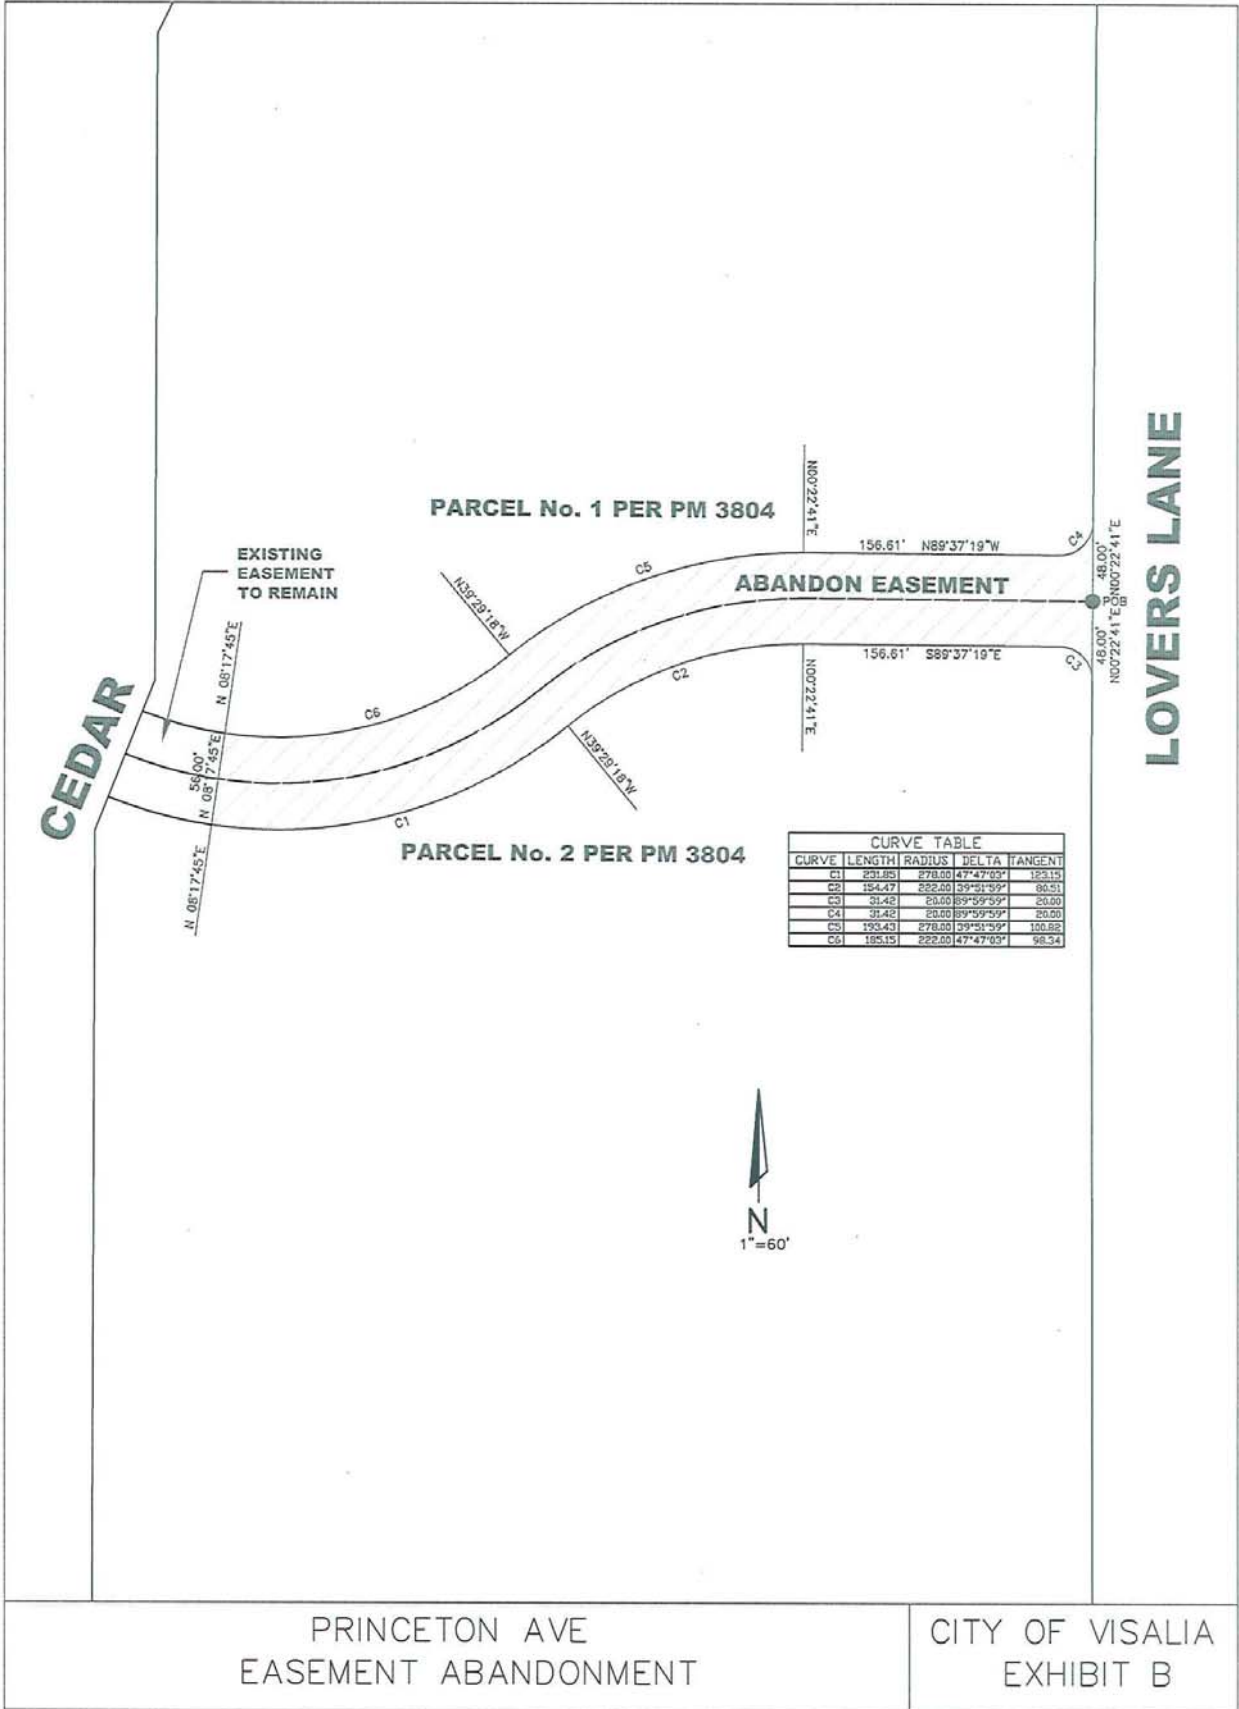 PARCEL No. 1 PER PM 3804
N00°22'41"E
156.61' N89°37'19"W
C4
48.00'
N00°22'41"E
LOVERS LANE
EXISTING
EASEMENT
TO REMAIN
C5
ABANDON EASEMENT
POB
N39°29'18"W
48.00'
N00°22'41"E
156.61' S89°37'19"E
C3
C2
N00°22'41"E
N 08°17'45"E
CEDAR
C6
56.00'
N 08°17'45"E
N39°29'18"W
C1
PARCEL No. 2 PER PM 3804
N 08°17'45"E
CURVE TABLE
CURVE LENGTH RADIUS DELTA TANGENT
C1 231.85 278.00 47°47'03" 123.15
C2 154.47 222.00 39°51'59" 80.51
C3 31.42 20.00 89°59'59" 20.00
C4 31.42 20.00 89°59'59" 20.00
C5 193.43 278.00 39°51'59" 100.82
C6 185.15 222.00 47°47'03" 98.34
N
1"=60'
PRINCETON AVE
EASEMENT ABANDONMENT
CITY OF VISALIA
EXHIBIT B